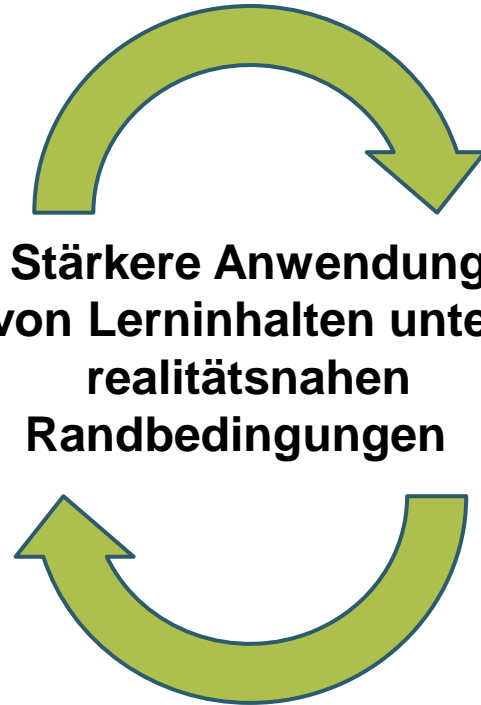 Stärkere Anwendung
von Lerninhalten unte
realitätsnahen
Randbedingungen